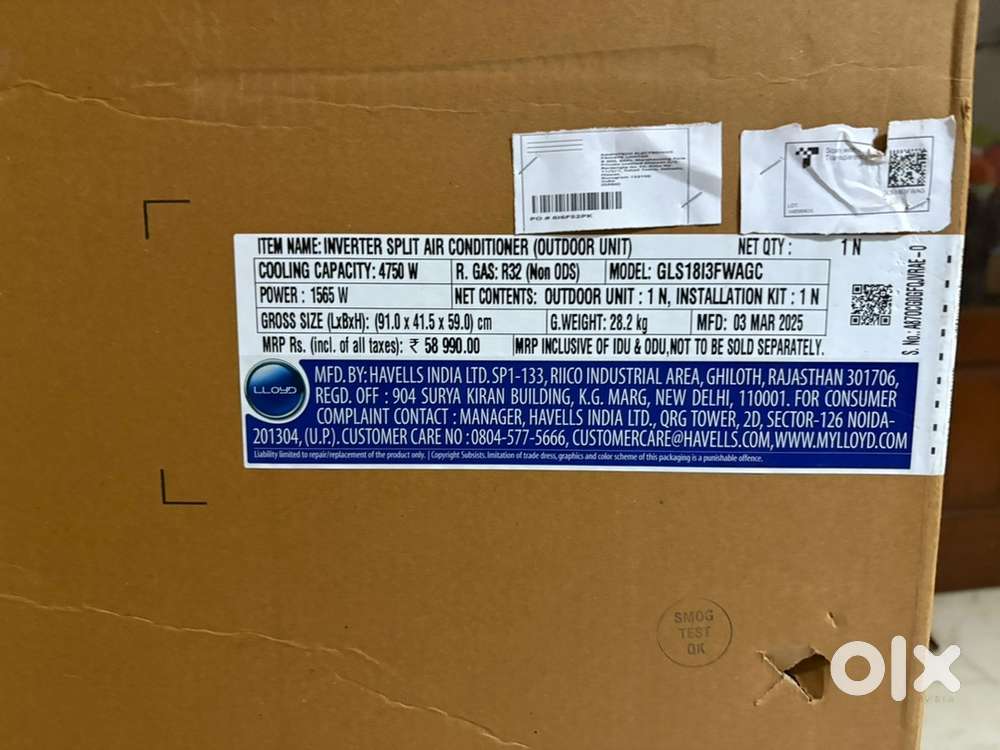 PO # 6I6F52PK
ITEM NAME: INVERTER SPLIT AIR CONDITIONER (OUTDOOR UNIT) NET QTY : 1 N
COOLING CAPACITY: 4750 W R. GAS: R32 (Non ODS) MODEL: GLS18I3FWAGC
POWER : 1565 W NET CONTENTS: OUTDOOR UNIT : 1 N, INSTALLATION KIT : 1 N
GROSS SIZE (LxBxH): (91.0 x 41.5 x 59.0) cm G.WEIGHT: 28.2 kg MFD: 03 MAR 2025
MRP Rs. (incl. of all taxes): ₹ 58 990.00 MRP INCLUSIVE OF IDU & ODU,NOT TO BE SOLD SEPARATELY.
S. No.:
LLOYD
MFD. BY: HAVELLS INDIA LTD. SP1-133, RIICO INDUSTRIAL AREA, GHILOTH, RAJASTHAN 301706,
REGD. OFF : 904 SURYA KIRAN BUILDING, K.G. MARG, NEW DELHI, 110001. FOR CONSUMER
COMPLAINT CONTACT : MANAGER, HAVELLS INDIA LTD., QRG TOWER, 2D, SECTOR-126 NOIDA-
201304, (U.P.). CUSTOMER CARE NO : 0804-577-5666, CUSTOMERCARE@HAVELLS.COM,WWW.MYLLOYD.COM
Liability limited to repair/replacement of the product only. | Copyright Subsists. Imitation of trade dress, graphics and color scheme of this packaging is a punishable offence.
SMOG
TEST
OK
olx